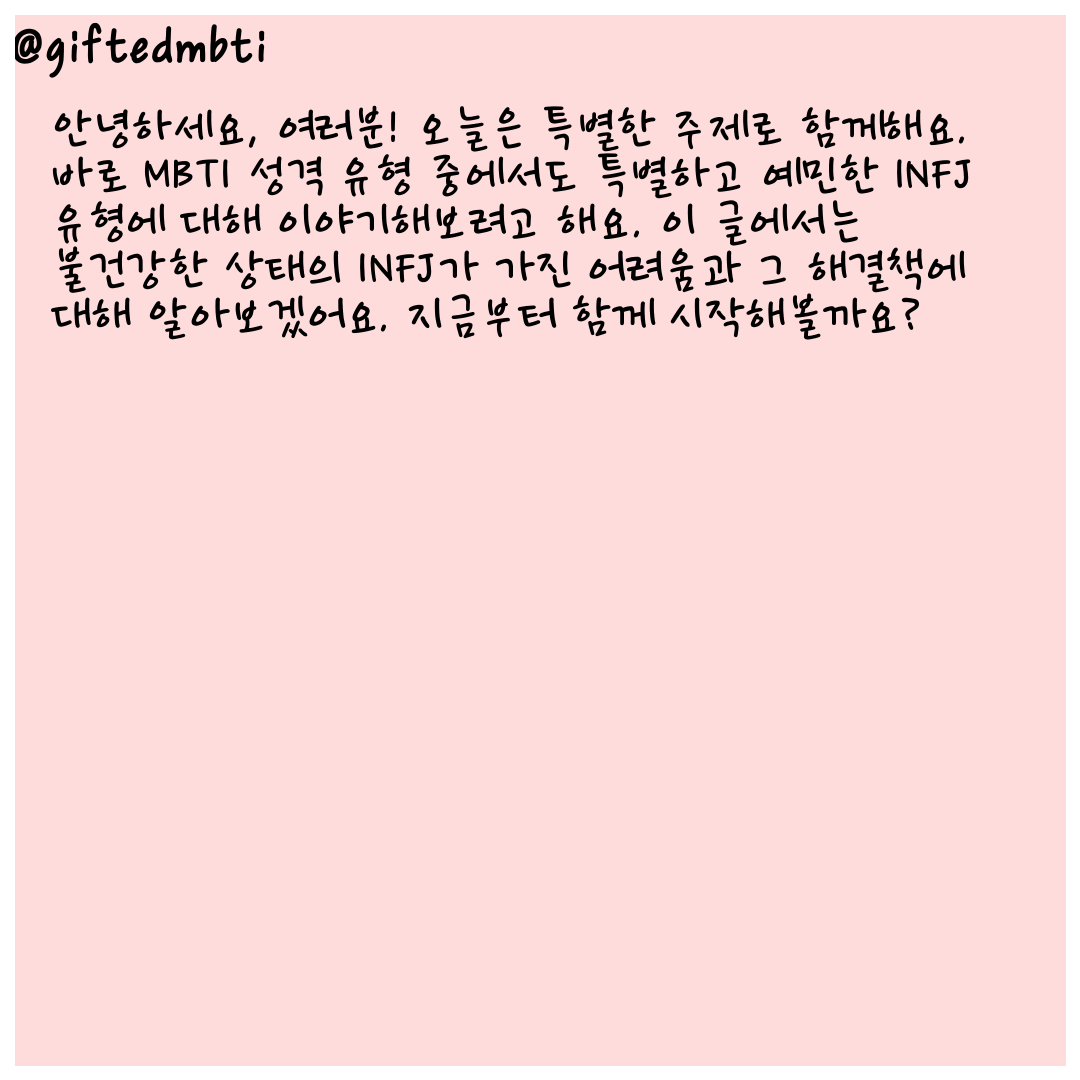 @giftedmbti
안녕하세요, 여러분! 오늘은 특별한 주제로 함께해요.
바로 MBTI 성격 유형 중에서도 특별하고 예민한 INFJ
유형에 대해 이야기해보려고 해요. 이 글에서는
불건강한 상태의 INFJ가 가진 어려움과 그 해결책에
대해 알아보겠어요. 지금부터 함께 시작해볼까요?